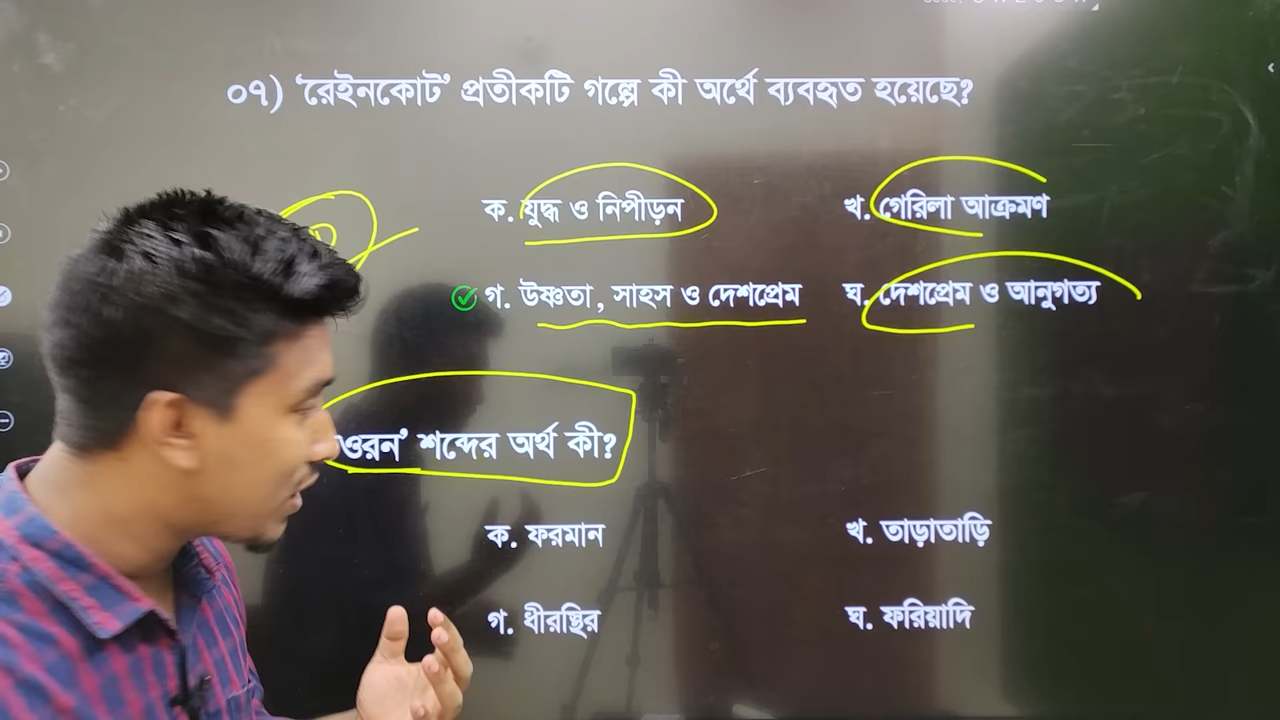 ০৭) ‘রেইনকোট’ প্রতীকটি গল্পে কী অর্থে ব্যবহৃত হয়েছে?
ক. যুদ্ধ ও নিপীড়ন
খ. গেরিলা আক্রমণ
গ. উষ্ণতা, সাহস ও দেশপ্রেম
ঘ. দেশপ্রেম ও আনুগত্য
ওরন’ শব্দের অর্থ কী?
ক. ফরমান
খ. তাড়াতাড়ি
গ. ধীরস্থির
ঘ. ফরিয়াদি